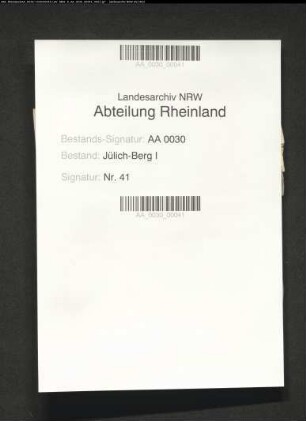 AA_0030_00041
Landesarchiv NRW
Abteilung Rheinland
Bestands-Signatur: AA 0030
Bestand: Jülich-Berg I
Signatur: Nr. 41
AA_0030_00041